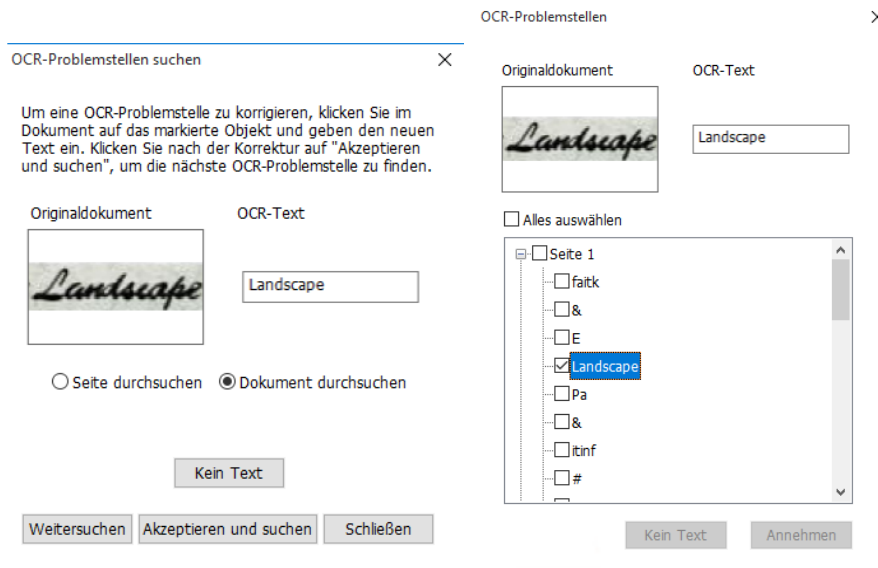 OCR-Problemstellen suchen
Um eine OCR-Problemstelle zu korrigieren, klicken Sie im
Dokument auf das markierte Objekt und geben den neuen
Text ein. Klicken Sie nach der Korrektur auf "Akzeptieren
und suchen", um die nächste OCR-Problemstelle zu finden.
Originaldokument
OCR-Text
Landscape
Landscape
Seite durchsuchen
Dokument durchsuchen
Kein Text
Weitersuchen
Akzeptieren und suchen
Schließen
OCR-Problemstellen
Originaldokument
OCR-Text
Landscape
Landscape
Alles auswählen
Seite 1
faitk
&
E
Landscape
Pa
&
itinf
#
Kein Text
Annehmen